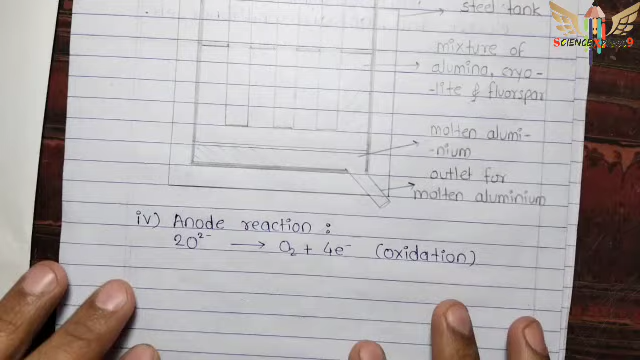 steel tank
mixture of
alumina, cryo-
-lite & fluorspar
molten alumi-
-nium
outlet for
molten aluminium
iv) Anode reaction :
2O²⁻ ⟶ O₂ + 4e⁻ (oxidation)